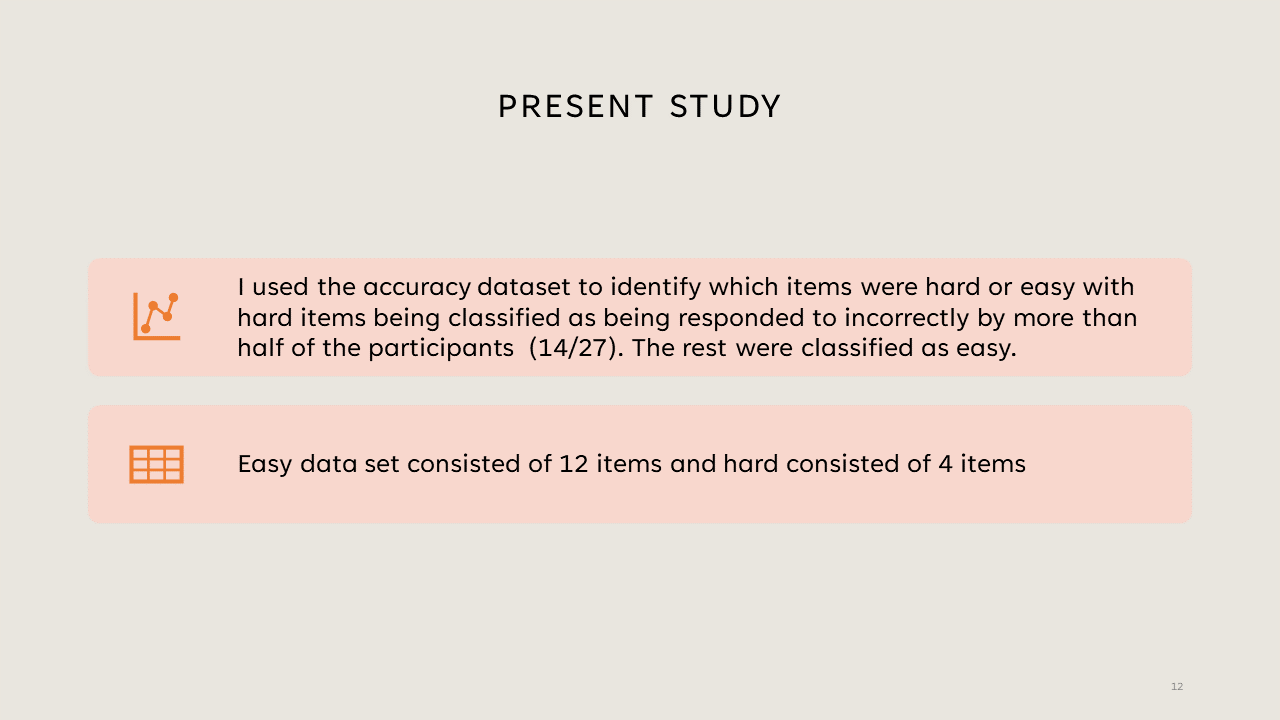 PRESENT STUDY
I used the accuracy dataset to identify which items were hard or easy with
hard items being classified as being responded to incorrectly by more than
half of the participants  (14/27). The rest were classified as easy.
Easy data set consisted of 12 items and hard consisted of 4 items
12